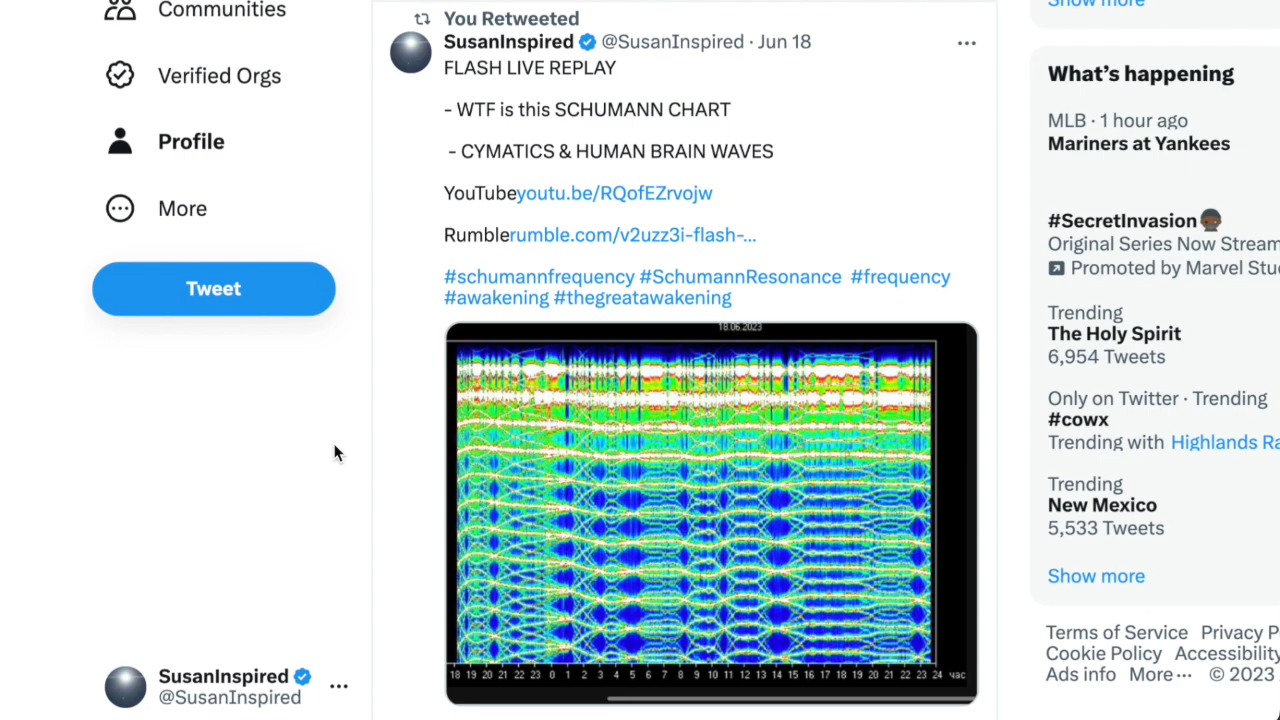 Communities
Verified Orgs
Profile
More
Tweet
SusanInspired
@SusanInspired
You Retweeted
SusanInspired @SusanInspired · Jun 18
FLASH LIVE REPLAY
- WTF is this SCHUMANN CHART
- CYMATICS & HUMAN BRAIN WAVES
YouTubeyoutu.be/RQofEZrvojw
Rumblerumble.com/v2uzz3i-flash-...
#schumannfrequency #SchumannResonance #frequency
#awakening #thegreatawakening
18.06.2023
18 19 20 21 22 23 0 1 2 3 4 5 6 7 8 9 10 11 12 13 14 15 16 17 18 19 20 21 22 23 24 час
Show more
What's happening
MLB · 1 hour ago
Mariners at Yankees
#SecretInvasion
Original Series Now Stream
Promoted by Marvel Stu
Trending
The Holy Spirit
6,954 Tweets
Only on Twitter · Trending
#cowx
Trending with Highlands Ra
Trending
New Mexico
5,533 Tweets
Show more
Terms of Service Privacy P
Cookie Policy Accessibility
Ads info More ··· © 2023